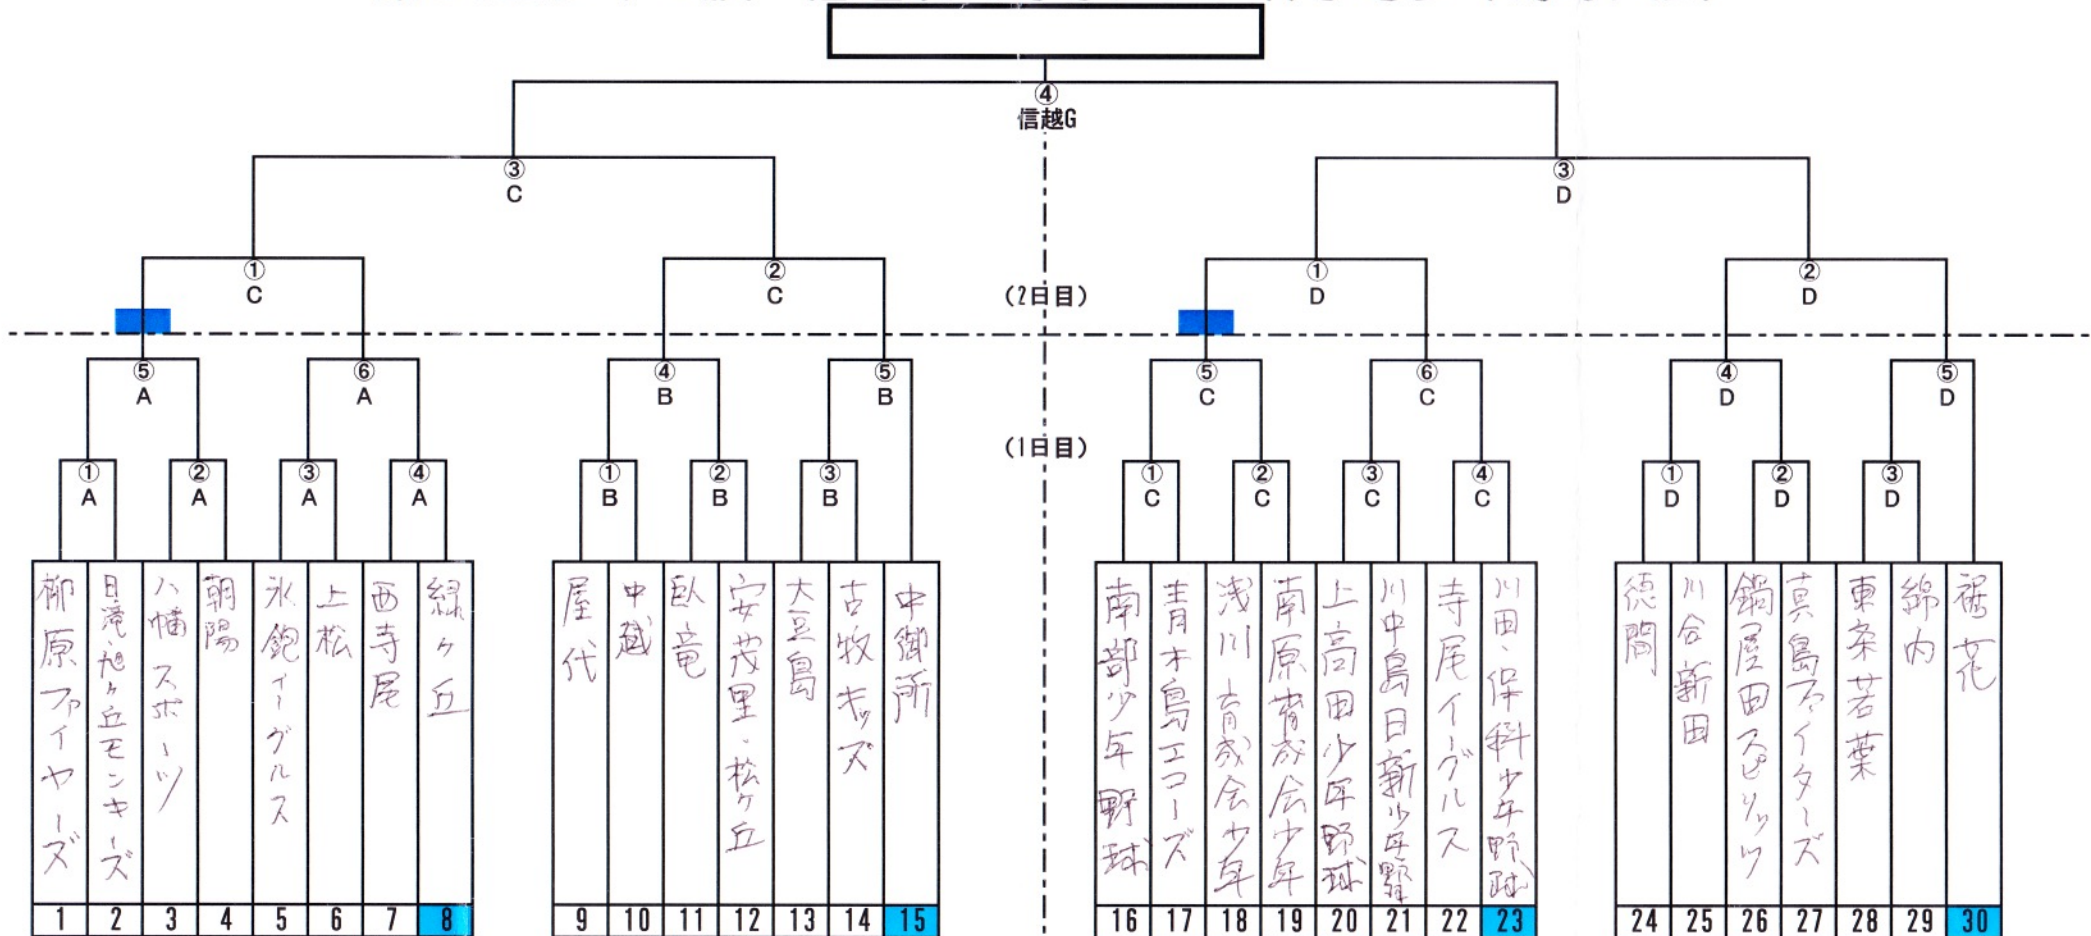 ④
信越G
③
C
③
D
①
C
②
C
(2日目)
①
D
②
D
⑤
A
⑥
A
④
B
⑤
B
⑤
C
⑥
C
④
D
⑤
D
(1日目)
①
A
②
A
③
A
④
A
①
B
②
B
③
B
①
C
②
C
③
C
④
C
①
D
②
D
③
D
柳原ファイヤーズ
日滝・旭ヶ丘モンキーズ
八幡スポーツ
朝陽
氷鉋イーグルス
上松
西寺尾
緑ヶ丘
屋代
中越
臥竜
安茂里・松ヶ丘
大豆島
古牧キッズ
中御所
南部少年野球
青木島エコーズ
浅川育成会少年
南原育成会少年
上高田少年野球
川中島日新少年野球
寺尾イーグルス
川田・保科少年野球
徳間
川合新田
鍋屋田スピリッツ
真島ファイターズ
東条若葉
綿内
裾花
1 2 3 4 5 6 7 8 9 10 11 12 13 14 15 16 17 18 19 20 21 22 23 24 25 26 27 28 29 30